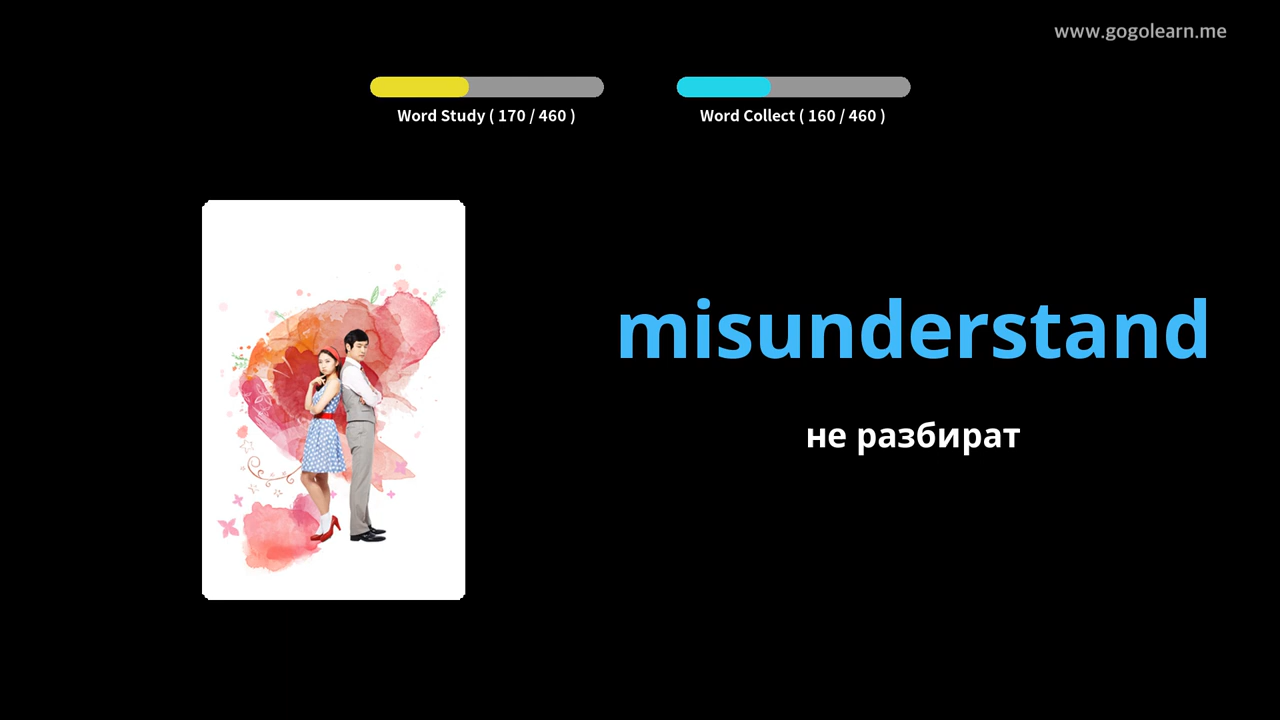 www.gogolearn.me
Word Study ( 170 / 460 )
Word Collect ( 160 / 460 )
misunderstand
не разбират